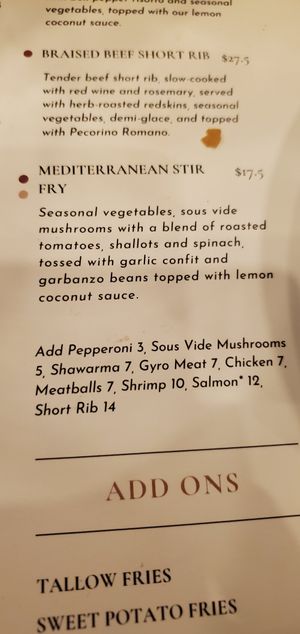 pepper risotto and seasonal
vegetables, topped with our lemon
coconut sauce.
BRAISED BEEF SHORT RIB $27.5
Tender beef short rib, slow-cooked
with red wine and rosemary, served
with herb-roasted redskins, seasonal
vegetables, demi-glace, and topped
with Pecorino Romano.
MEDITERRANEAN STIR $17.5
FRY
Seasonal vegetables, sous vide
mushrooms with a blend of roasted
tomatoes, shallots and spinach,
tossed with garlic confit and
garbanzo beans topped with lemon
coconut sauce.
Add Pepperoni 3, Sous Vide Mushrooms
5, Shawarma 7, Gyro Meat 7, Chicken 7,
Meatballs 7, Shrimp 10, Salmon* 12,
Short Rib 14
ADD ONS
TALLOW FRIES
SWEET POTATO FRIES